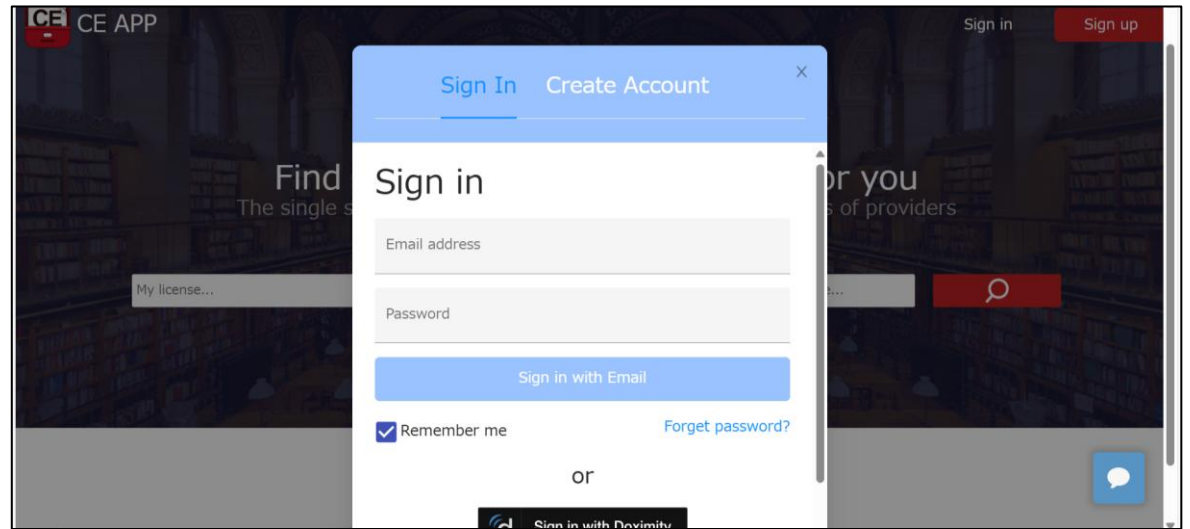 CE CE APP Sign in Sign up
Sign In Create Account
Find or you
The single s s of providers
Sign in
Email address
My license... e...
Password
Sign in with Email
Remember me Forget password?
or
Sign in with Doximity